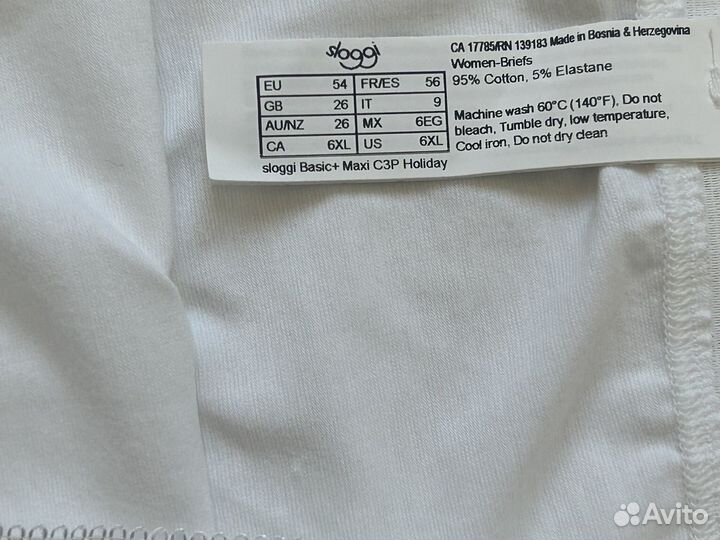 sloggi
EU 54 FR/ES 56
GB 26 IT 9
AU/NZ 26 MX 6EG
CA 6XL US 6XL
sloggi Basic+ Maxi C3P Holiday
CA 17785/RN 139183 Made in Bosnia & Herzegovina
Women-Briefs
95% Cotton, 5% Elastane
Machine wash 60°C (140°F), Do not
bleach, Tumble dry, low temperature,
Cool iron, Do not dry clean
Avito